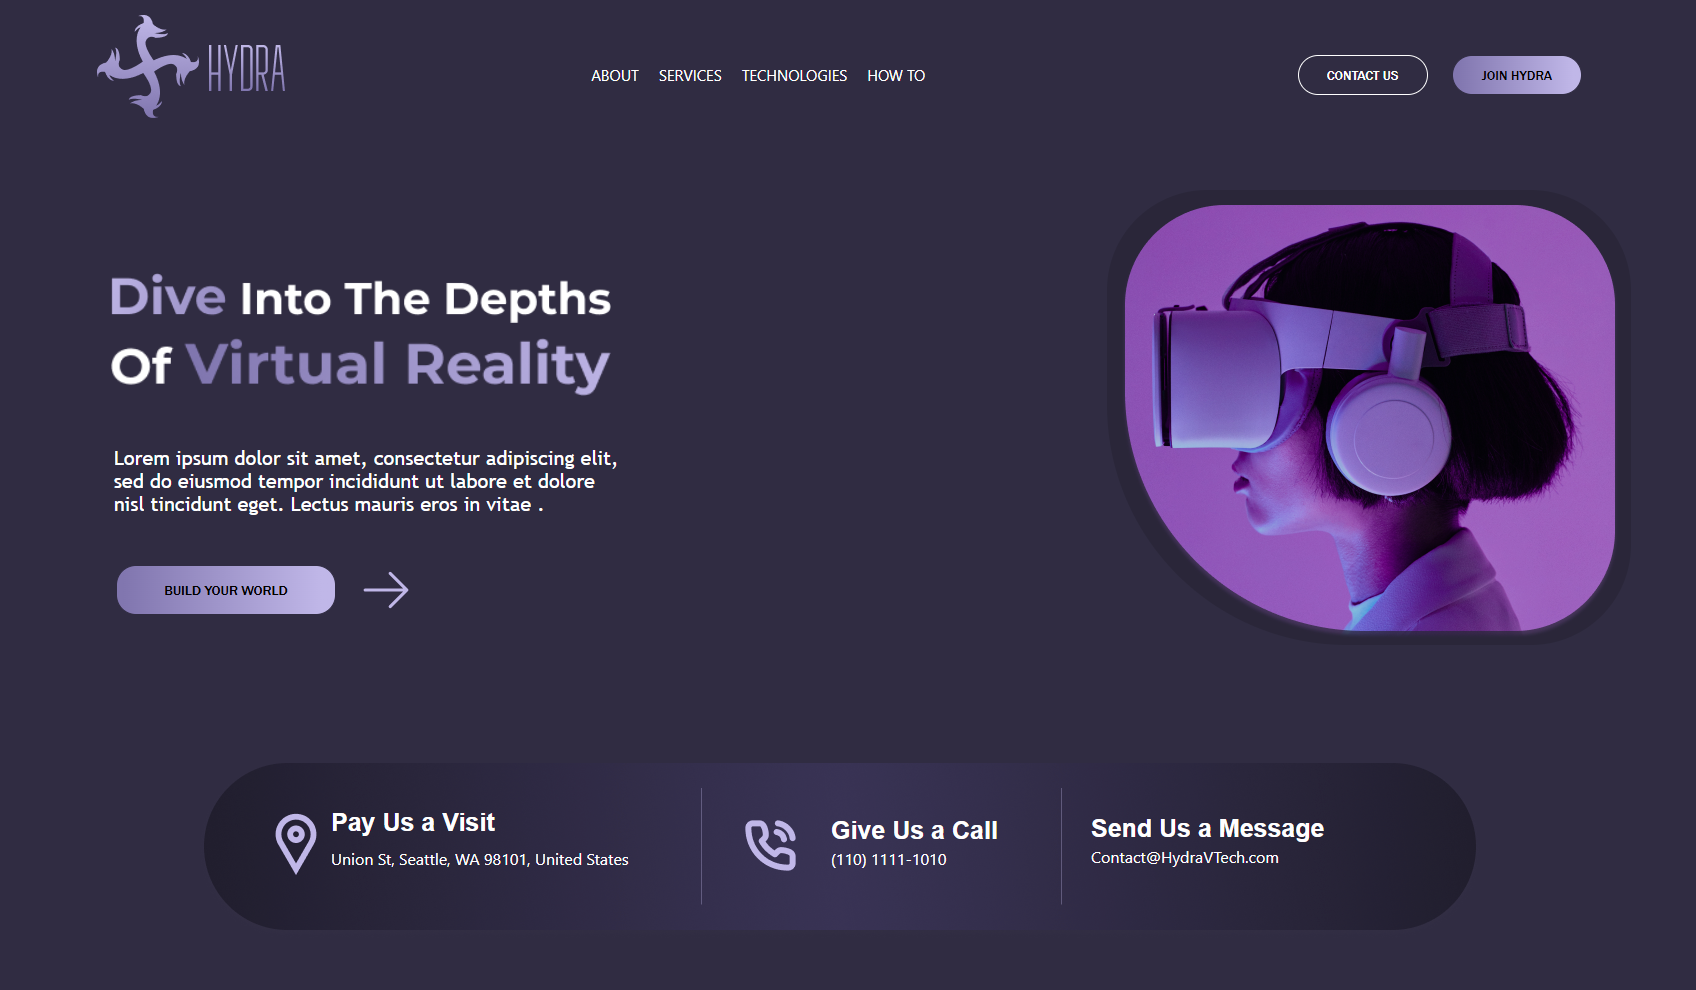 HYDRA
ABOUT SERVICES TECHNOLOGIES HOW TO
CONTACT US
JOIN HYDRA
Dive Into The Depths
Of Virtual Reality
Lorem ipsum dolor sit amet, consectetur adipiscing elit,
sed do eiusmod tempor incididunt ut labore et dolore
nisl tincidunt eget. Lectus mauris eros in vitae .
BUILD YOUR WORLD
Pay Us a Visit
Union St, Seattle, WA 98101, United States
Give Us a Call
(110) 1111-1010
Send Us a Message
Contact@HydraVTech.com